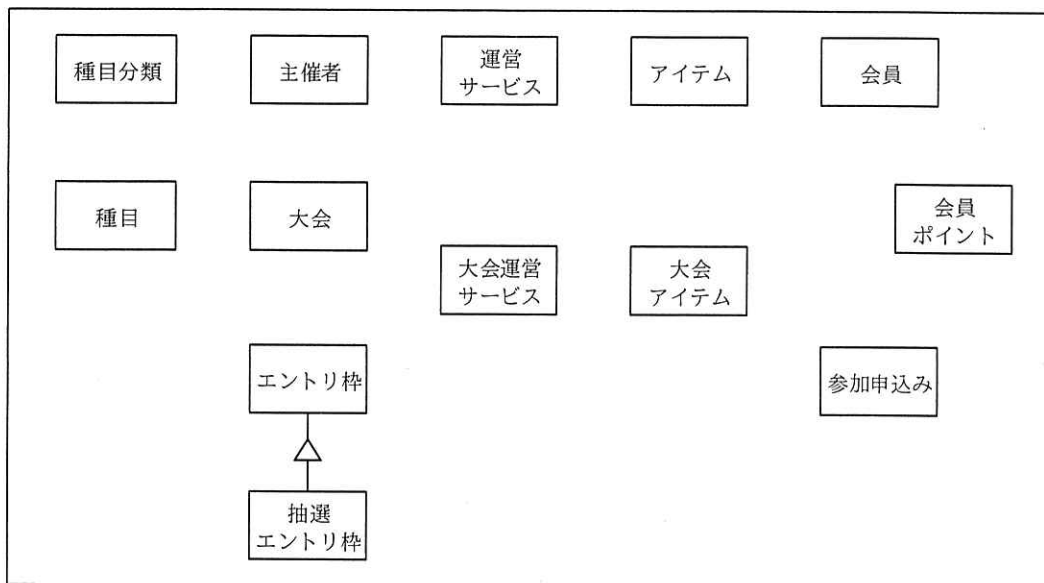 種目分類
主催者
運営
サービス
アイテム
会員
種目
大会
会員
ポイント
大会運営
サービス
大会
アイテム
エントリ枠
参加申込み
抽選
エントリ枠